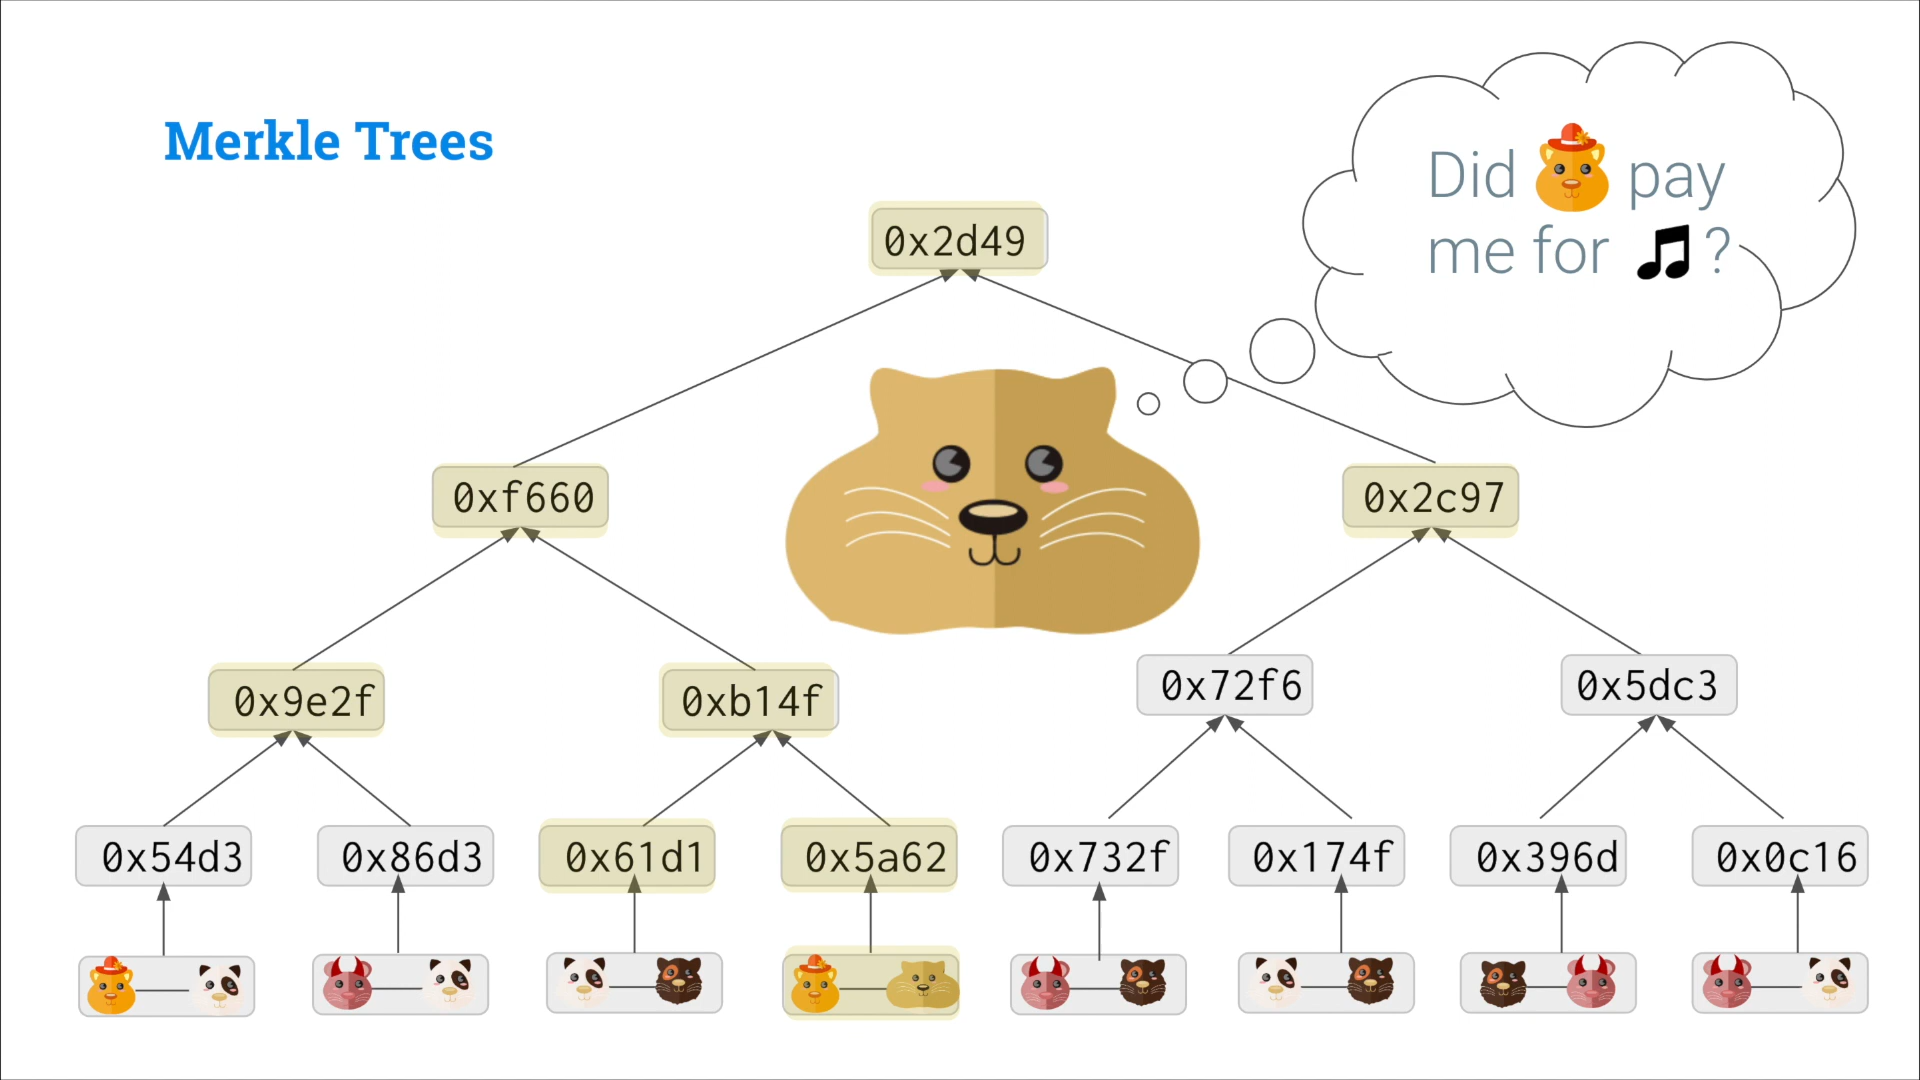 Merkle Trees
Did pay
me for ?
0x2d49
0xf660
0x2c97
0x9e2f
0xb14f
0x72f6
0x5dc3
0x54d3
0x86d3
0x61d1
0x5a62
0x732f
0x174f
0x396d
0x0c16